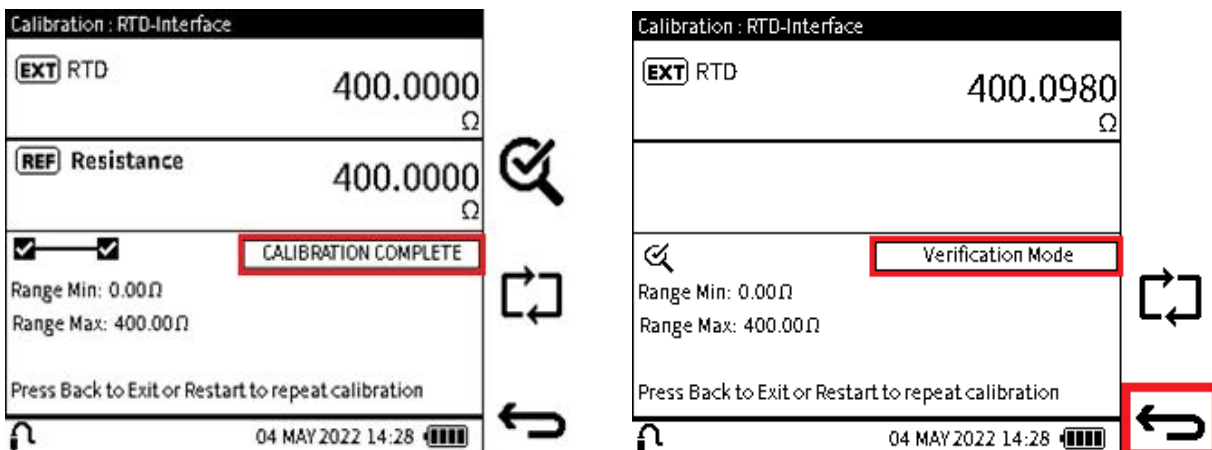 Calibration : RTD-Interface
EXT RTD
400.0000
Ω
REF Resistance
400.0000
Ω
CALIBRATION COMPLETE
Range Min: 0.00Ω
Range Max: 400.00Ω
Press Back to Exit or Restart to repeat calibration
04 MAY 2022 14:28
Calibration : RTD-Interface
EXT RTD
400.0980
Ω
Verification Mode
Range Min: 0.00Ω
Range Max: 400.00Ω
Press Back to Exit or Restart to repeat calibration
04 MAY 2022 14:28